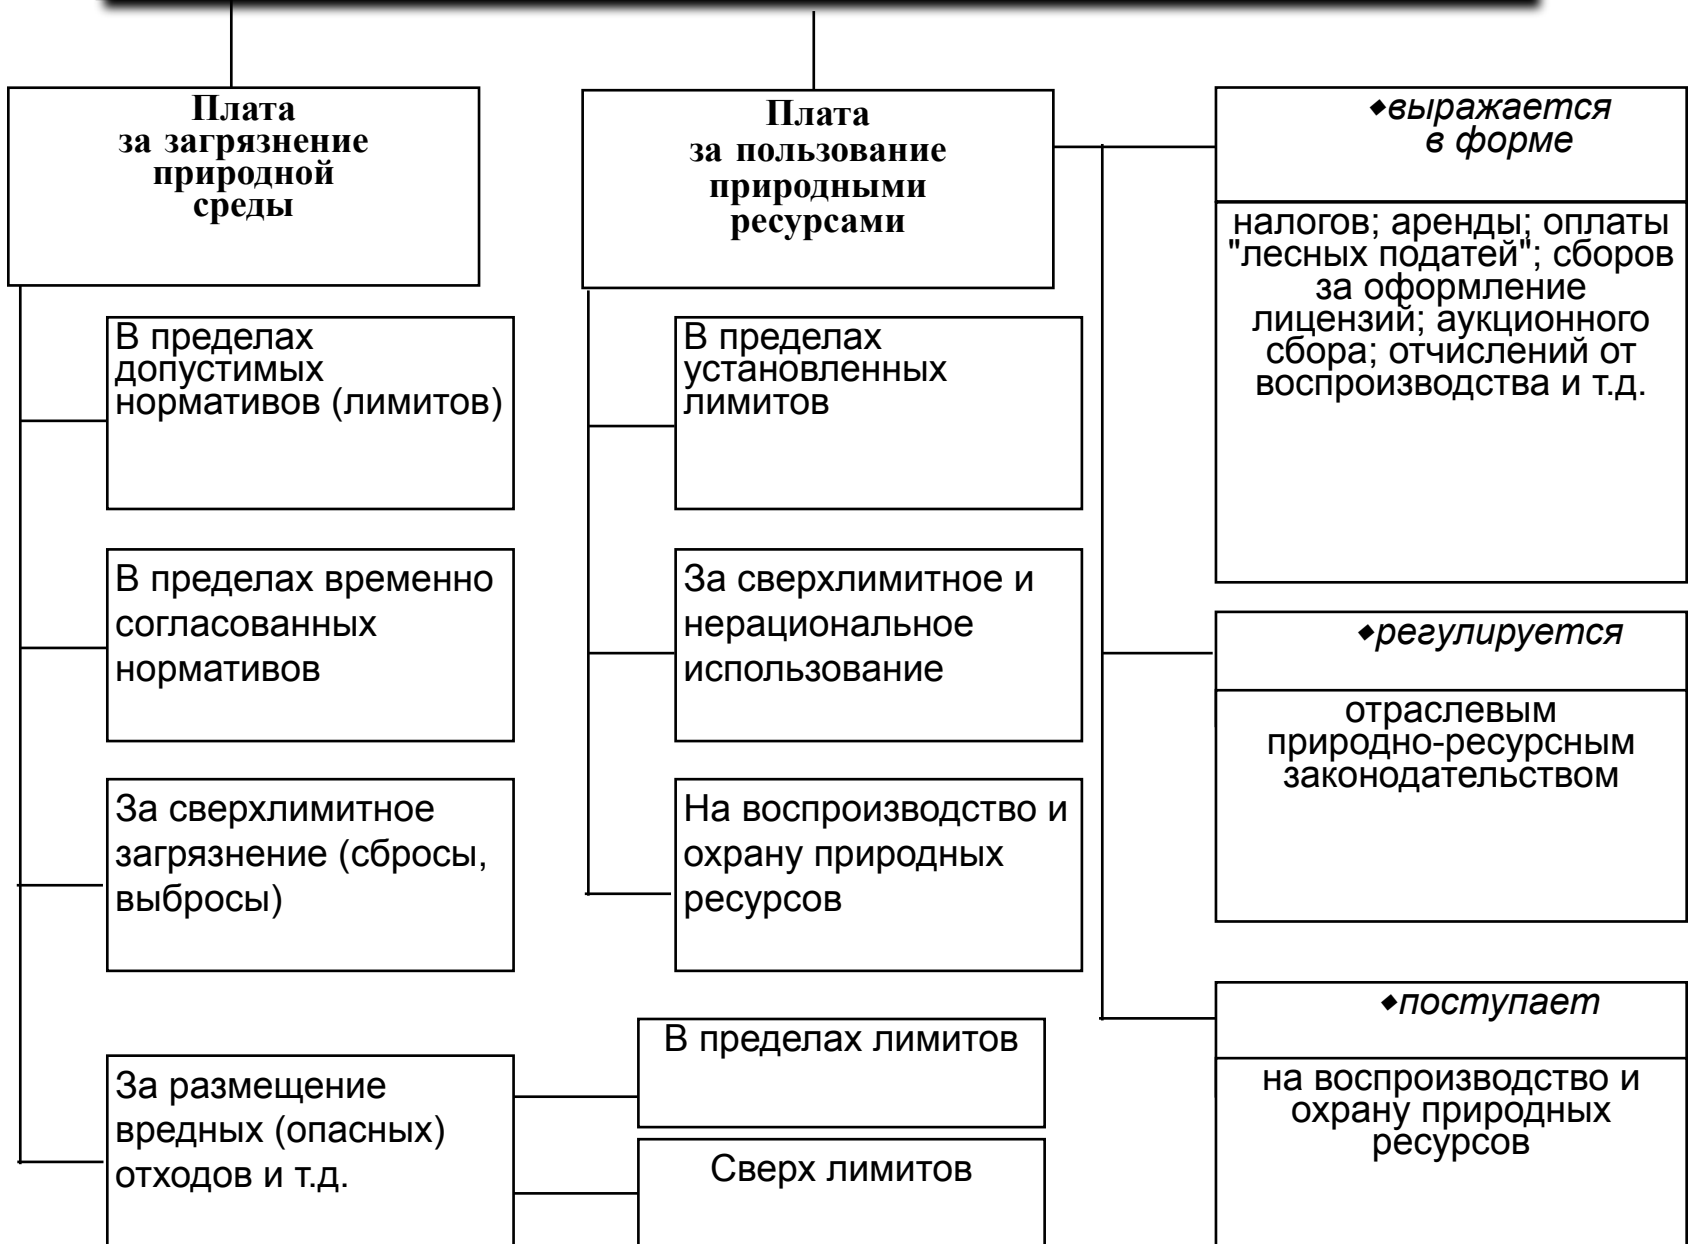 Плата
за загрязнение
природной
среды
В пределах
допустимых
нормативов (лимитов)
В пределах временно
согласованных
нормативов
За сверхлимитное
загрязнение (сбросы,
выбросы)
За размещение
вредных (опасных)
отходов и т.д.
В пределах лимитов
Сверх лимитов
Плата
за пользование
природными
ресурсами
В пределах
установленных
лимитов
За сверхлимитное и
нерациональное
использование
На воспроизводство и
охрану природных
ресурсов
◆выражается
в форме
налогов; аренды; оплаты
"лесных податей"; сборов
за оформление
лицензий; аукционного
сбора; отчислений от
воспроизводства и т.д.
◆регулируется
отраслевым
природно-ресурсным
законодательством
◆поступает
на воспроизводство и
охрану природных
ресурсов